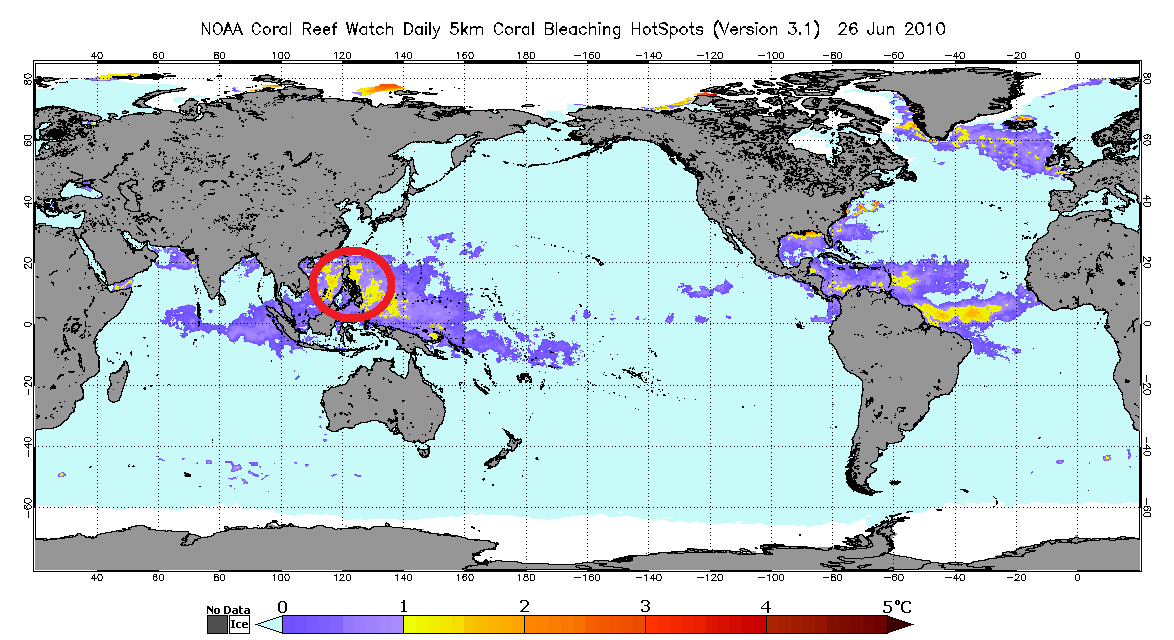 NOAA Coral Reef Watch Daily 5km Coral Bleaching HotSpots (Version 3.1) 26 Jun 2010
40 60 80 100 120 140 160 180 -160 -140 -120 -100 -80 -60 -40 -20 0
80 80
60 60
40 40
20 20
0 0
-20 -20
-40 -40
-60 -60
40 60 80 100 120 140 160 180 -160 -140 -120 -100 -80 -60 -40 -20 0
No Data
Ice
0 1 2 3 4 5°C